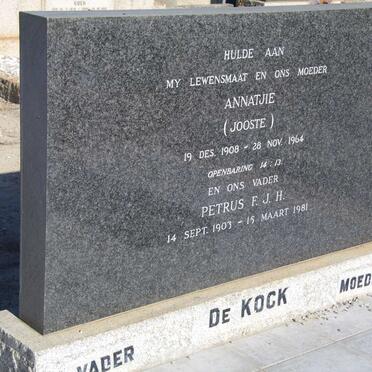 HULDE AAN
MY LEWENSMAAT EN ONS MOEDER
ANNATJIE
(JOOSTE)
19 DES. 1908 - 28 NOV. 1964
OPENBARING 14:13
EN ONS VADER
PETRUS F. J. H.
14 SEPT. 1903 - 15 MAART 1981
VADER DE KOCK MOED